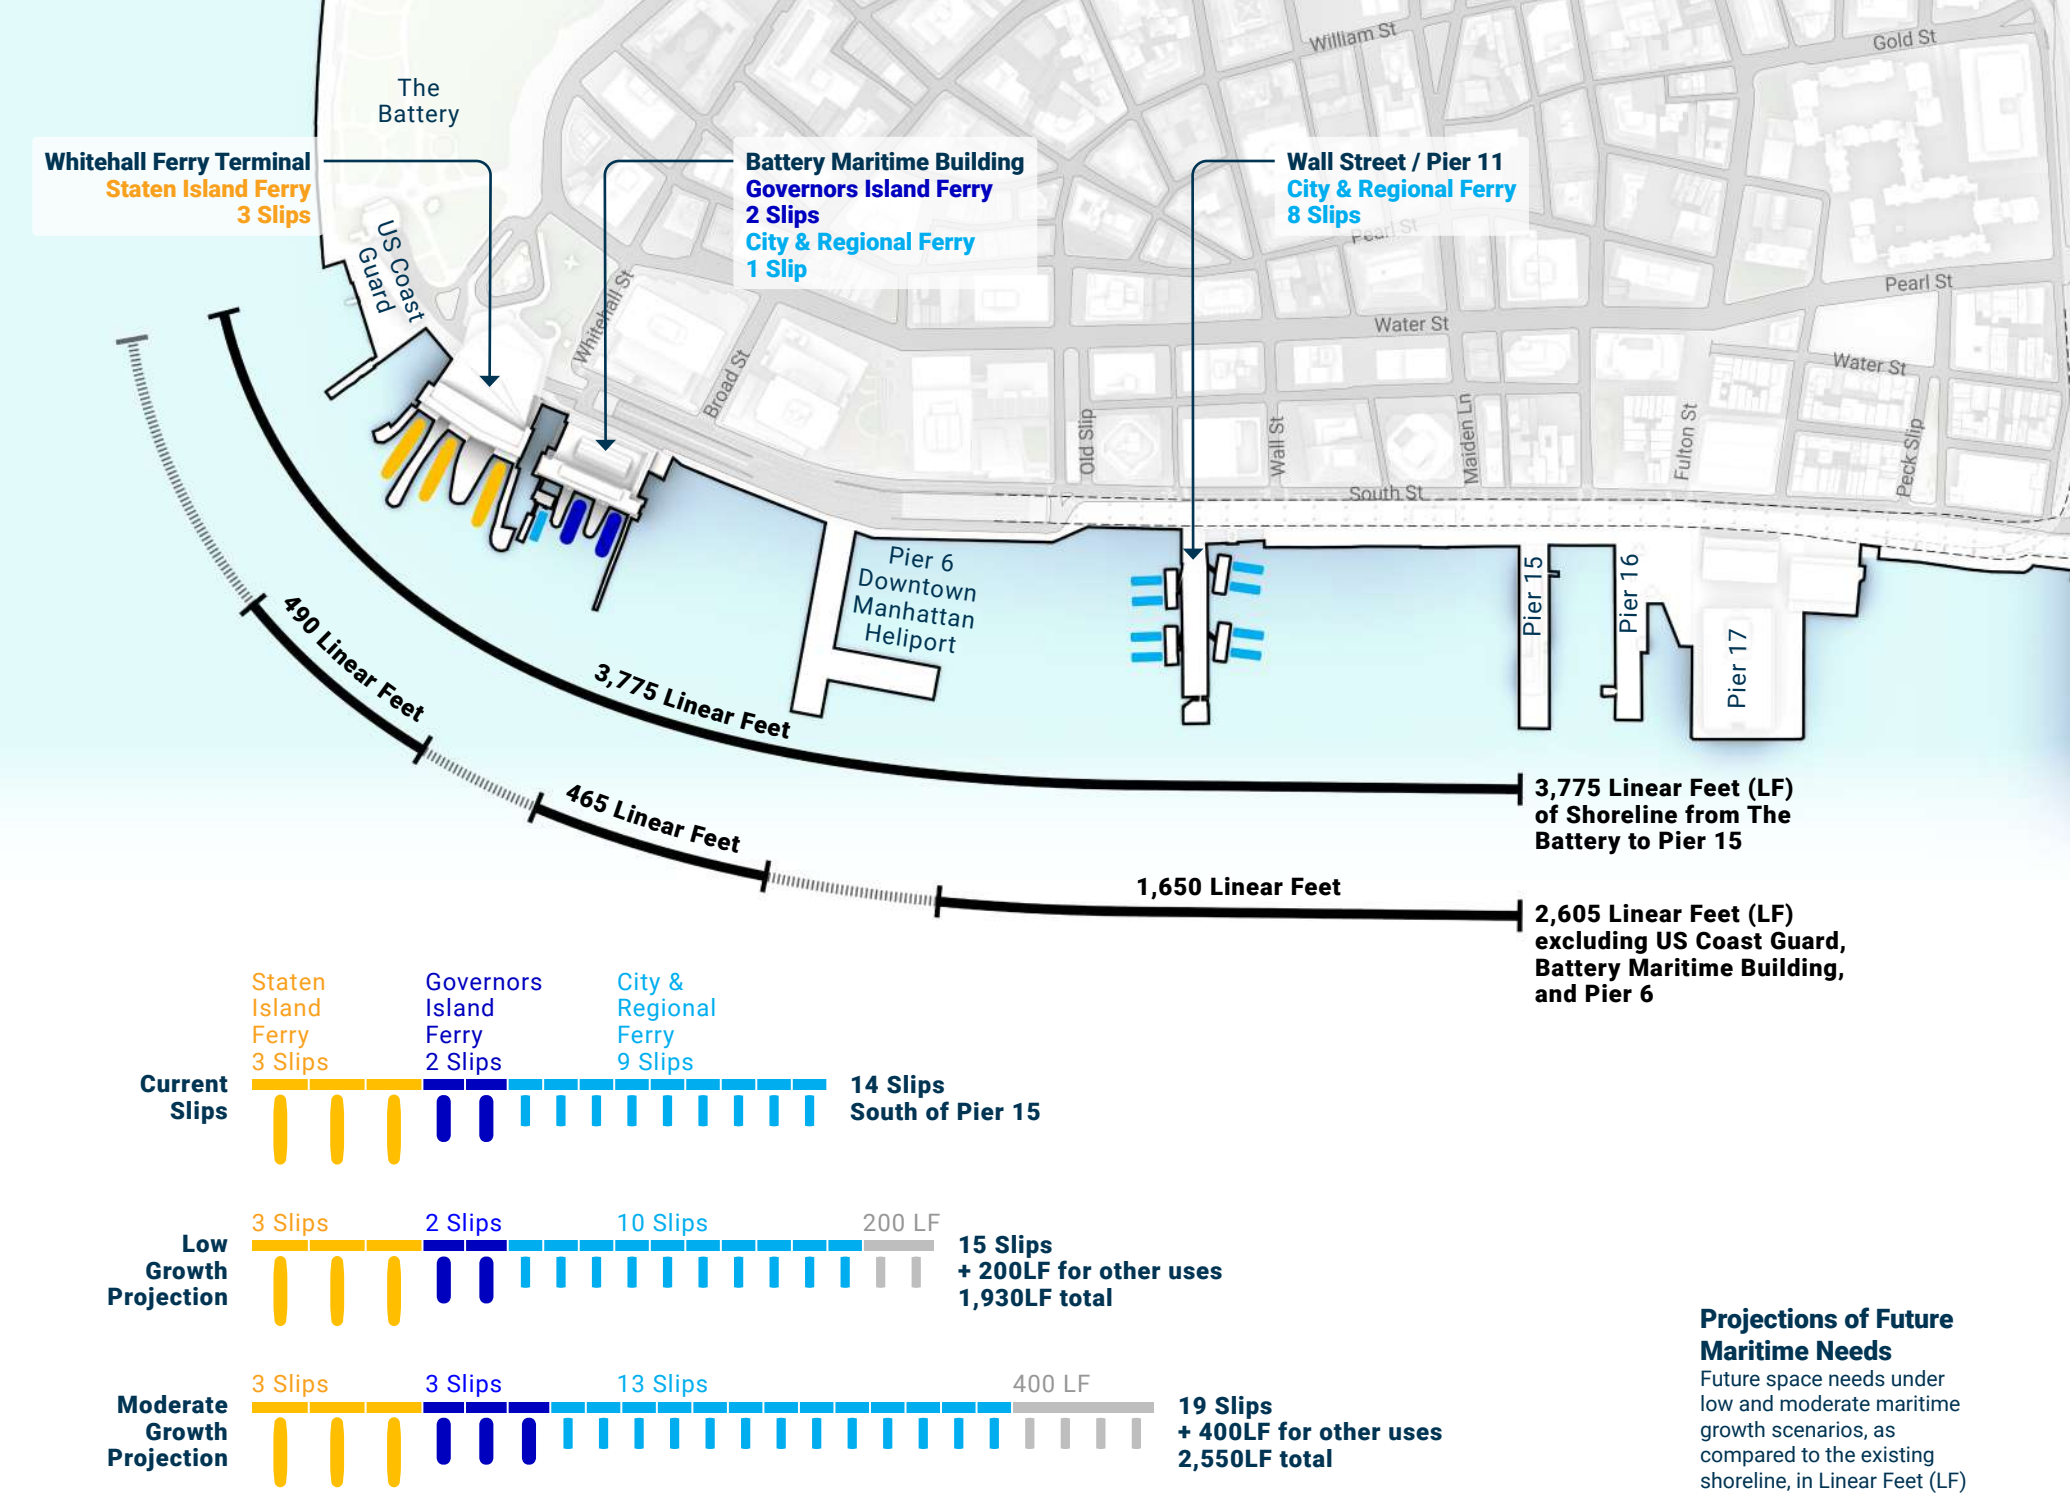 William St
Gold St
The
Battery
Whitehall Ferry Terminal
Staten Island Ferry
3 Slips
Battery Maritime Building
Governors Island Ferry
2 Slips
City & Regional Ferry
1 Slip
Wall Street / Pier 11
City & Regional Ferry
8 Slips
Pearl St
US Coast
Guard
Whitehall St
Broad St
Pearl St
Water St
Water St
Old Slip
Wall St
Maiden Ln
Fulton St
Peck Slip
South St
Pier 6
Downtown
Manhattan
Heliport
Pier 15
Pier 16
Pier 17
490 Linear Feet
3,775 Linear Feet
465 Linear Feet
1,650 Linear Feet
3,775 Linear Feet (LF)
of Shoreline from The
Battery to Pier 15
2,605 Linear Feet (LF)
excluding US Coast Guard,
Battery Maritime Building,
and Pier 6
Staten
Island
Ferry
3 Slips
Governors
Island
Ferry
2 Slips
City &
Regional
Ferry
9 Slips
Current
Slips
14 Slips
South of Pier 15
3 Slips
2 Slips
10 Slips
200 LF
Low
Growth
Projection
15 Slips
+ 200LF for other uses
1,930LF total
3 Slips
3 Slips
13 Slips
400 LF
Moderate
Growth
Projection
19 Slips
+ 400LF for other uses
2,550LF total
Projections of Future
Maritime Needs
Future space needs under
low and moderate maritime
growth scenarios, as
compared to the existing
shoreline, in Linear Feet (LF)